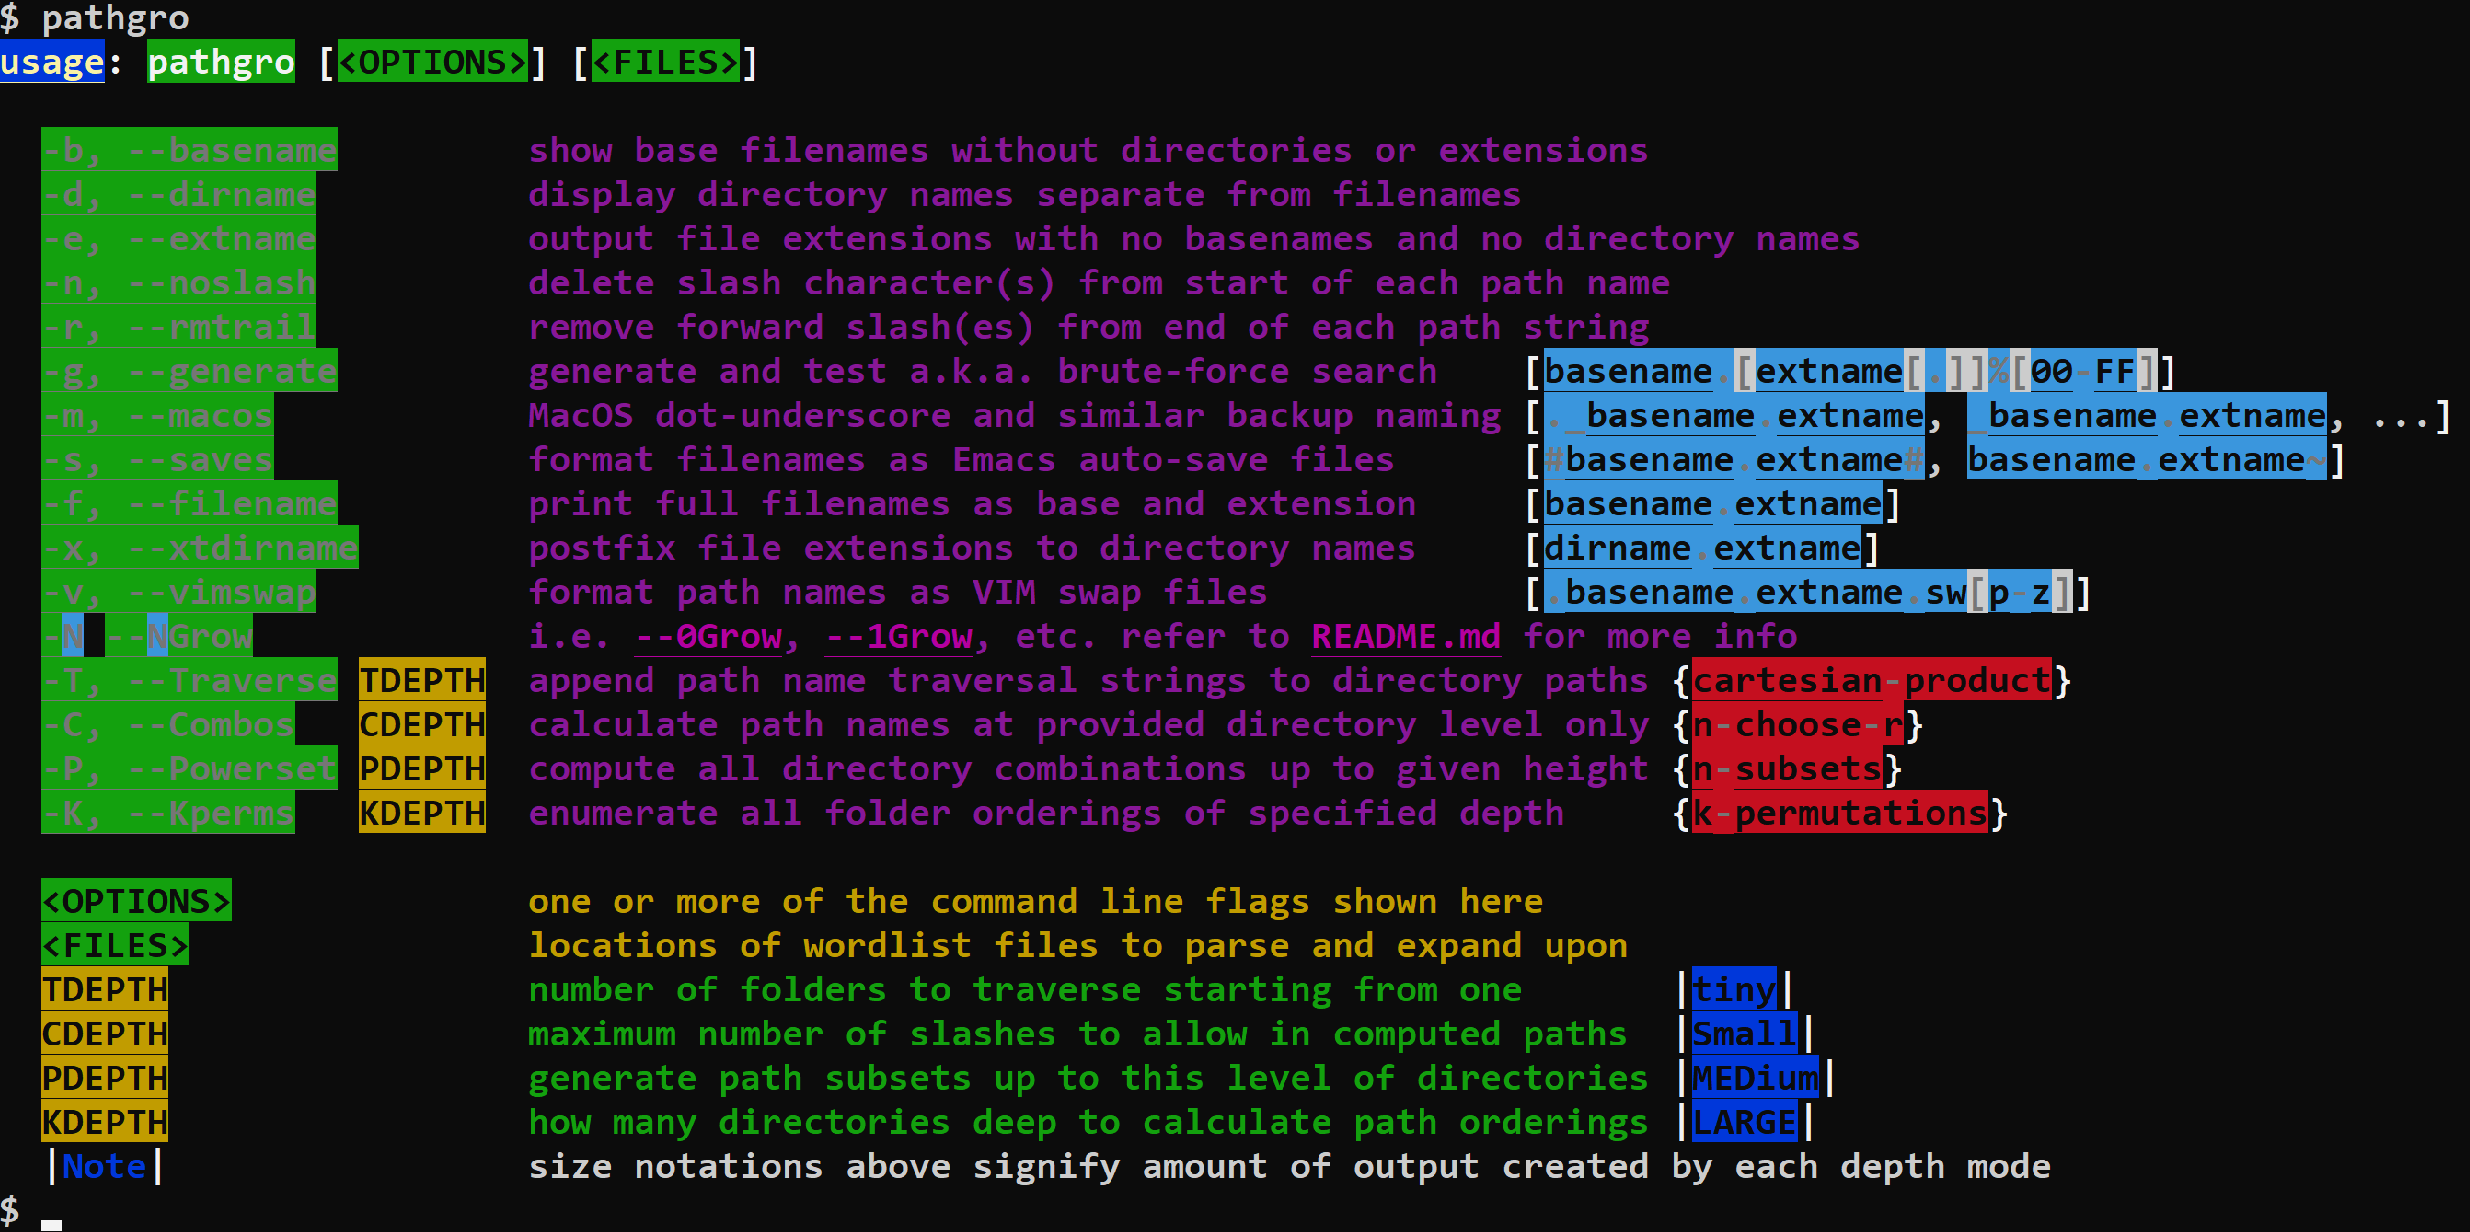 $ pathgro
usage: pathgro [<OPTIONS>] [<FILES>]
-b, --basename show base filenames without directories or extensions
-d, --dirname display directory names separate from filenames
-e, --extname output file extensions with no basenames and no directory names
-n, --noslash delete slash character(s) from start of each path name
-r, --rmtrail remove forward slash(es) from end of each path string
-g, --generate generate and test a.k.a. brute-force search [basename.[extname[.]]%[00-FF]]
-m, --macos MacOS dot-underscore and similar backup naming [._basename.extname, _basename.extname, ...]
-s, --saves format filenames as Emacs auto-save files [#basename.extname#, basename.extname~]
-f, --filename print full filenames as base and extension [basename.extname]
-x, --xtdirname postfix file extensions to directory names [dirname.extname]
-v, --vimswap format path names as VIM swap files [.basename.extname.sw[p-z]]
-N --NGrow i.e. --0Grow, --1Grow, etc. refer to README.md for more info
-T, --Traverse TDEPTH append path name traversal strings to directory paths {cartesian-product}
-C, --Combos CDEPTH calculate path names at provided directory level only {n-choose-r}
-P, --Powerset PDEPTH compute all directory combinations up to given height {n-subsets}
-K, --Kperms KDEPTH enumerate all folder orderings of specified depth {k-permutations}
<OPTIONS> one or more of the command line flags shown here
<FILES> locations of wordlist files to parse and expand upon
TDEPTH number of folders to traverse starting from one |tiny|
CDEPTH maximum number of slashes to allow in computed paths |Small|
PDEPTH generate path subsets up to this level of directories |MEDium|
KDEPTH how many directories deep to calculate path orderings |LARGE|
|Note| size notations above signify amount of output created by each depth mode
$